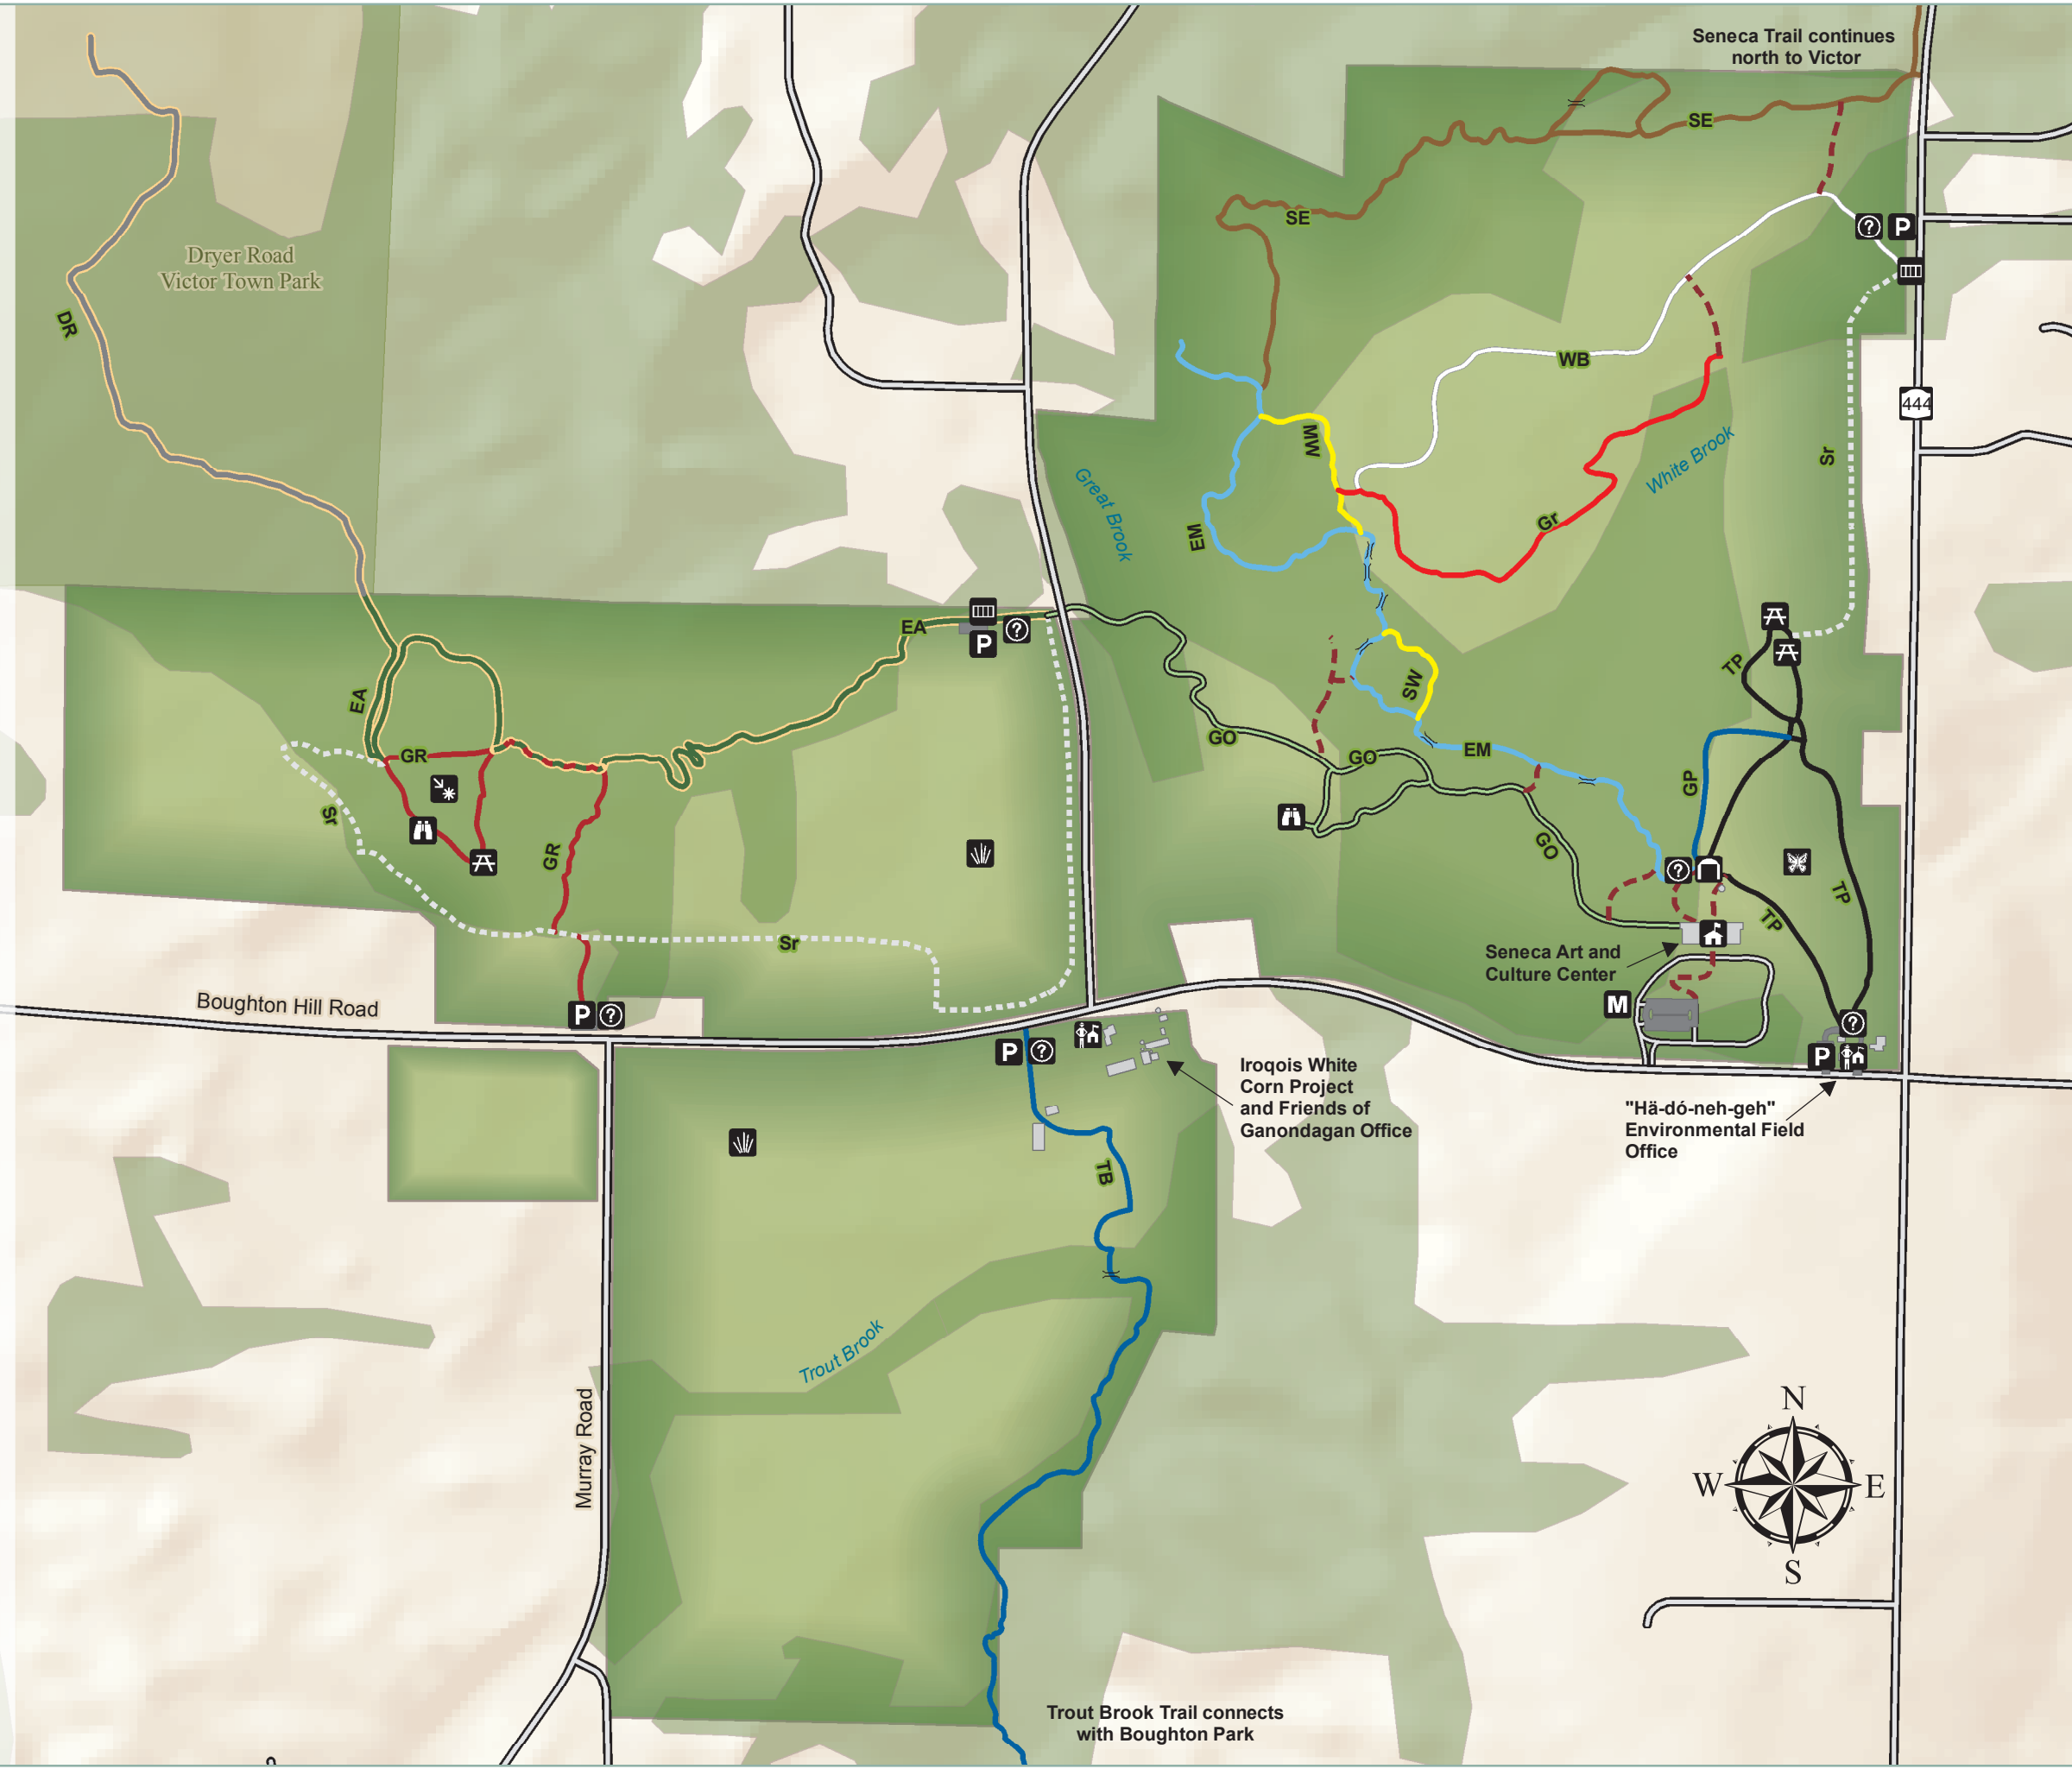 Seneca Trail continues
north to Victor
SE
SE
?
P
Dryer Road
Victor Town Park
DR
WB
444
MW
Sr
White Brook
Great Brook
EM
Gr
EA
P
?
TP
SW
EA
GO
GO
EM
GR
GP
Sr
GR
GO
?
TP
TP
Sr
Seneca Art and
Culture Center
M
Boughton Hill Road
P
?
?
P
P
?
Iroqois White
Corn Project
and Friends of
Ganondagan Office
"Hä-dó-neh-geh"
Environmental Field
Office
TB
Trout Brook
Murray Road
N
W
E
S
Trout Brook Trail connects
with Boughton Park